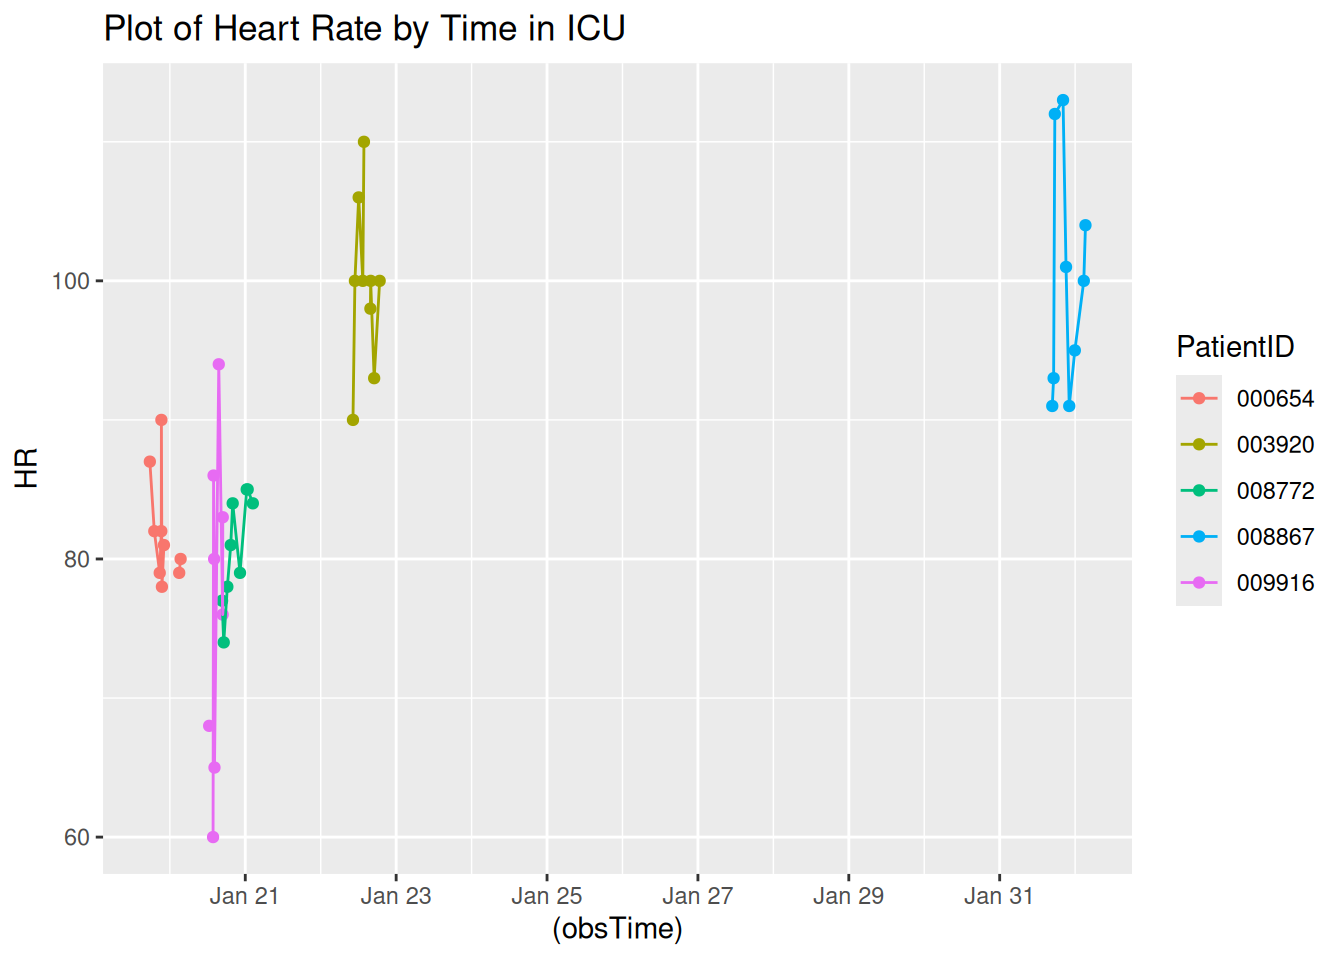 Plot of Heart Rate by Time in ICU
HR
100
80
60
Jan 21 Jan 23 Jan 25 Jan 27 Jan 29 Jan 31
(obsTime)
PatientID
000654
003920
008772
008867
009916